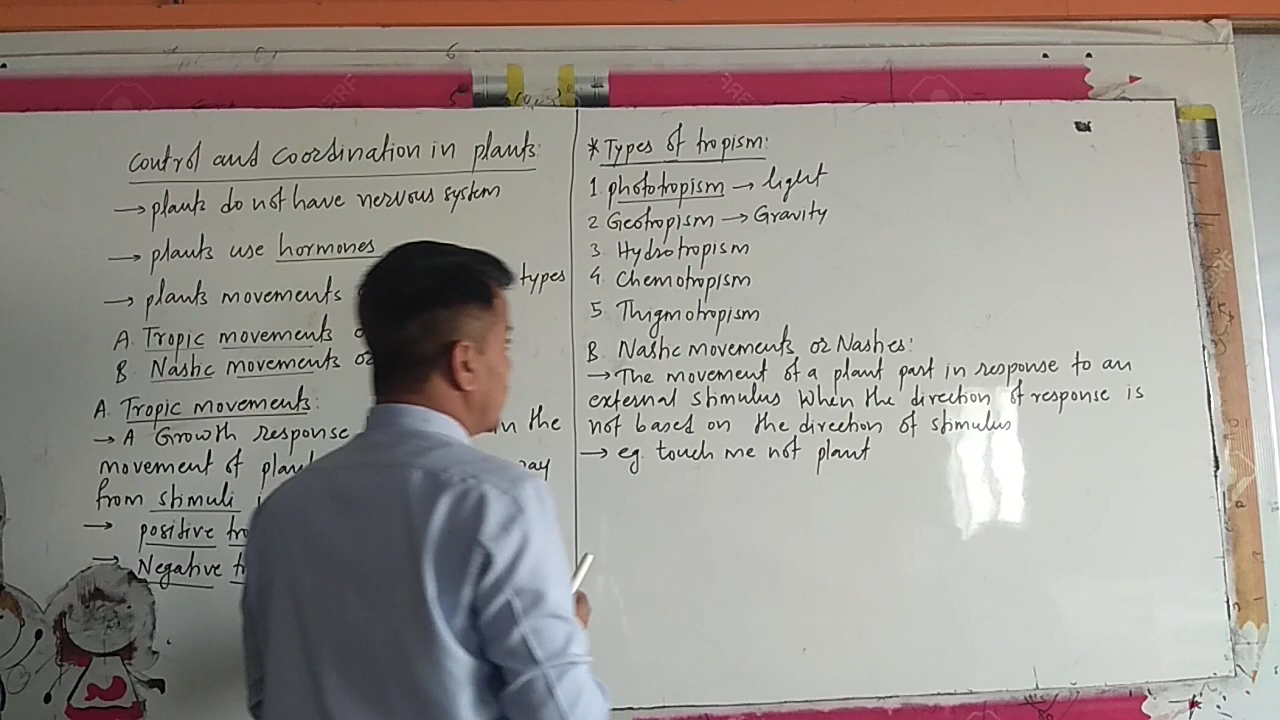 Control and Coordination in plants:
→ plants do not have nervous system
→ plants use hormones
→ plants movements types
A. Tropic movements
B. Nastic movements or
A. Tropic movements:
→ A Growth response in the
movement of plant
from stimuli
→ positive
→ Negative
* Types of tropism:
1 phototropism → light
2 Geotropism → Gravity
3. Hydrotropism
4. Chemotropism
5 Thigmotropism
B. Nastic movements or Nasties:
→ The movement of a plant part in response to an
external stimulus when the direction of response is
not based on the direction of stimulus
→ eg. touch me not plant